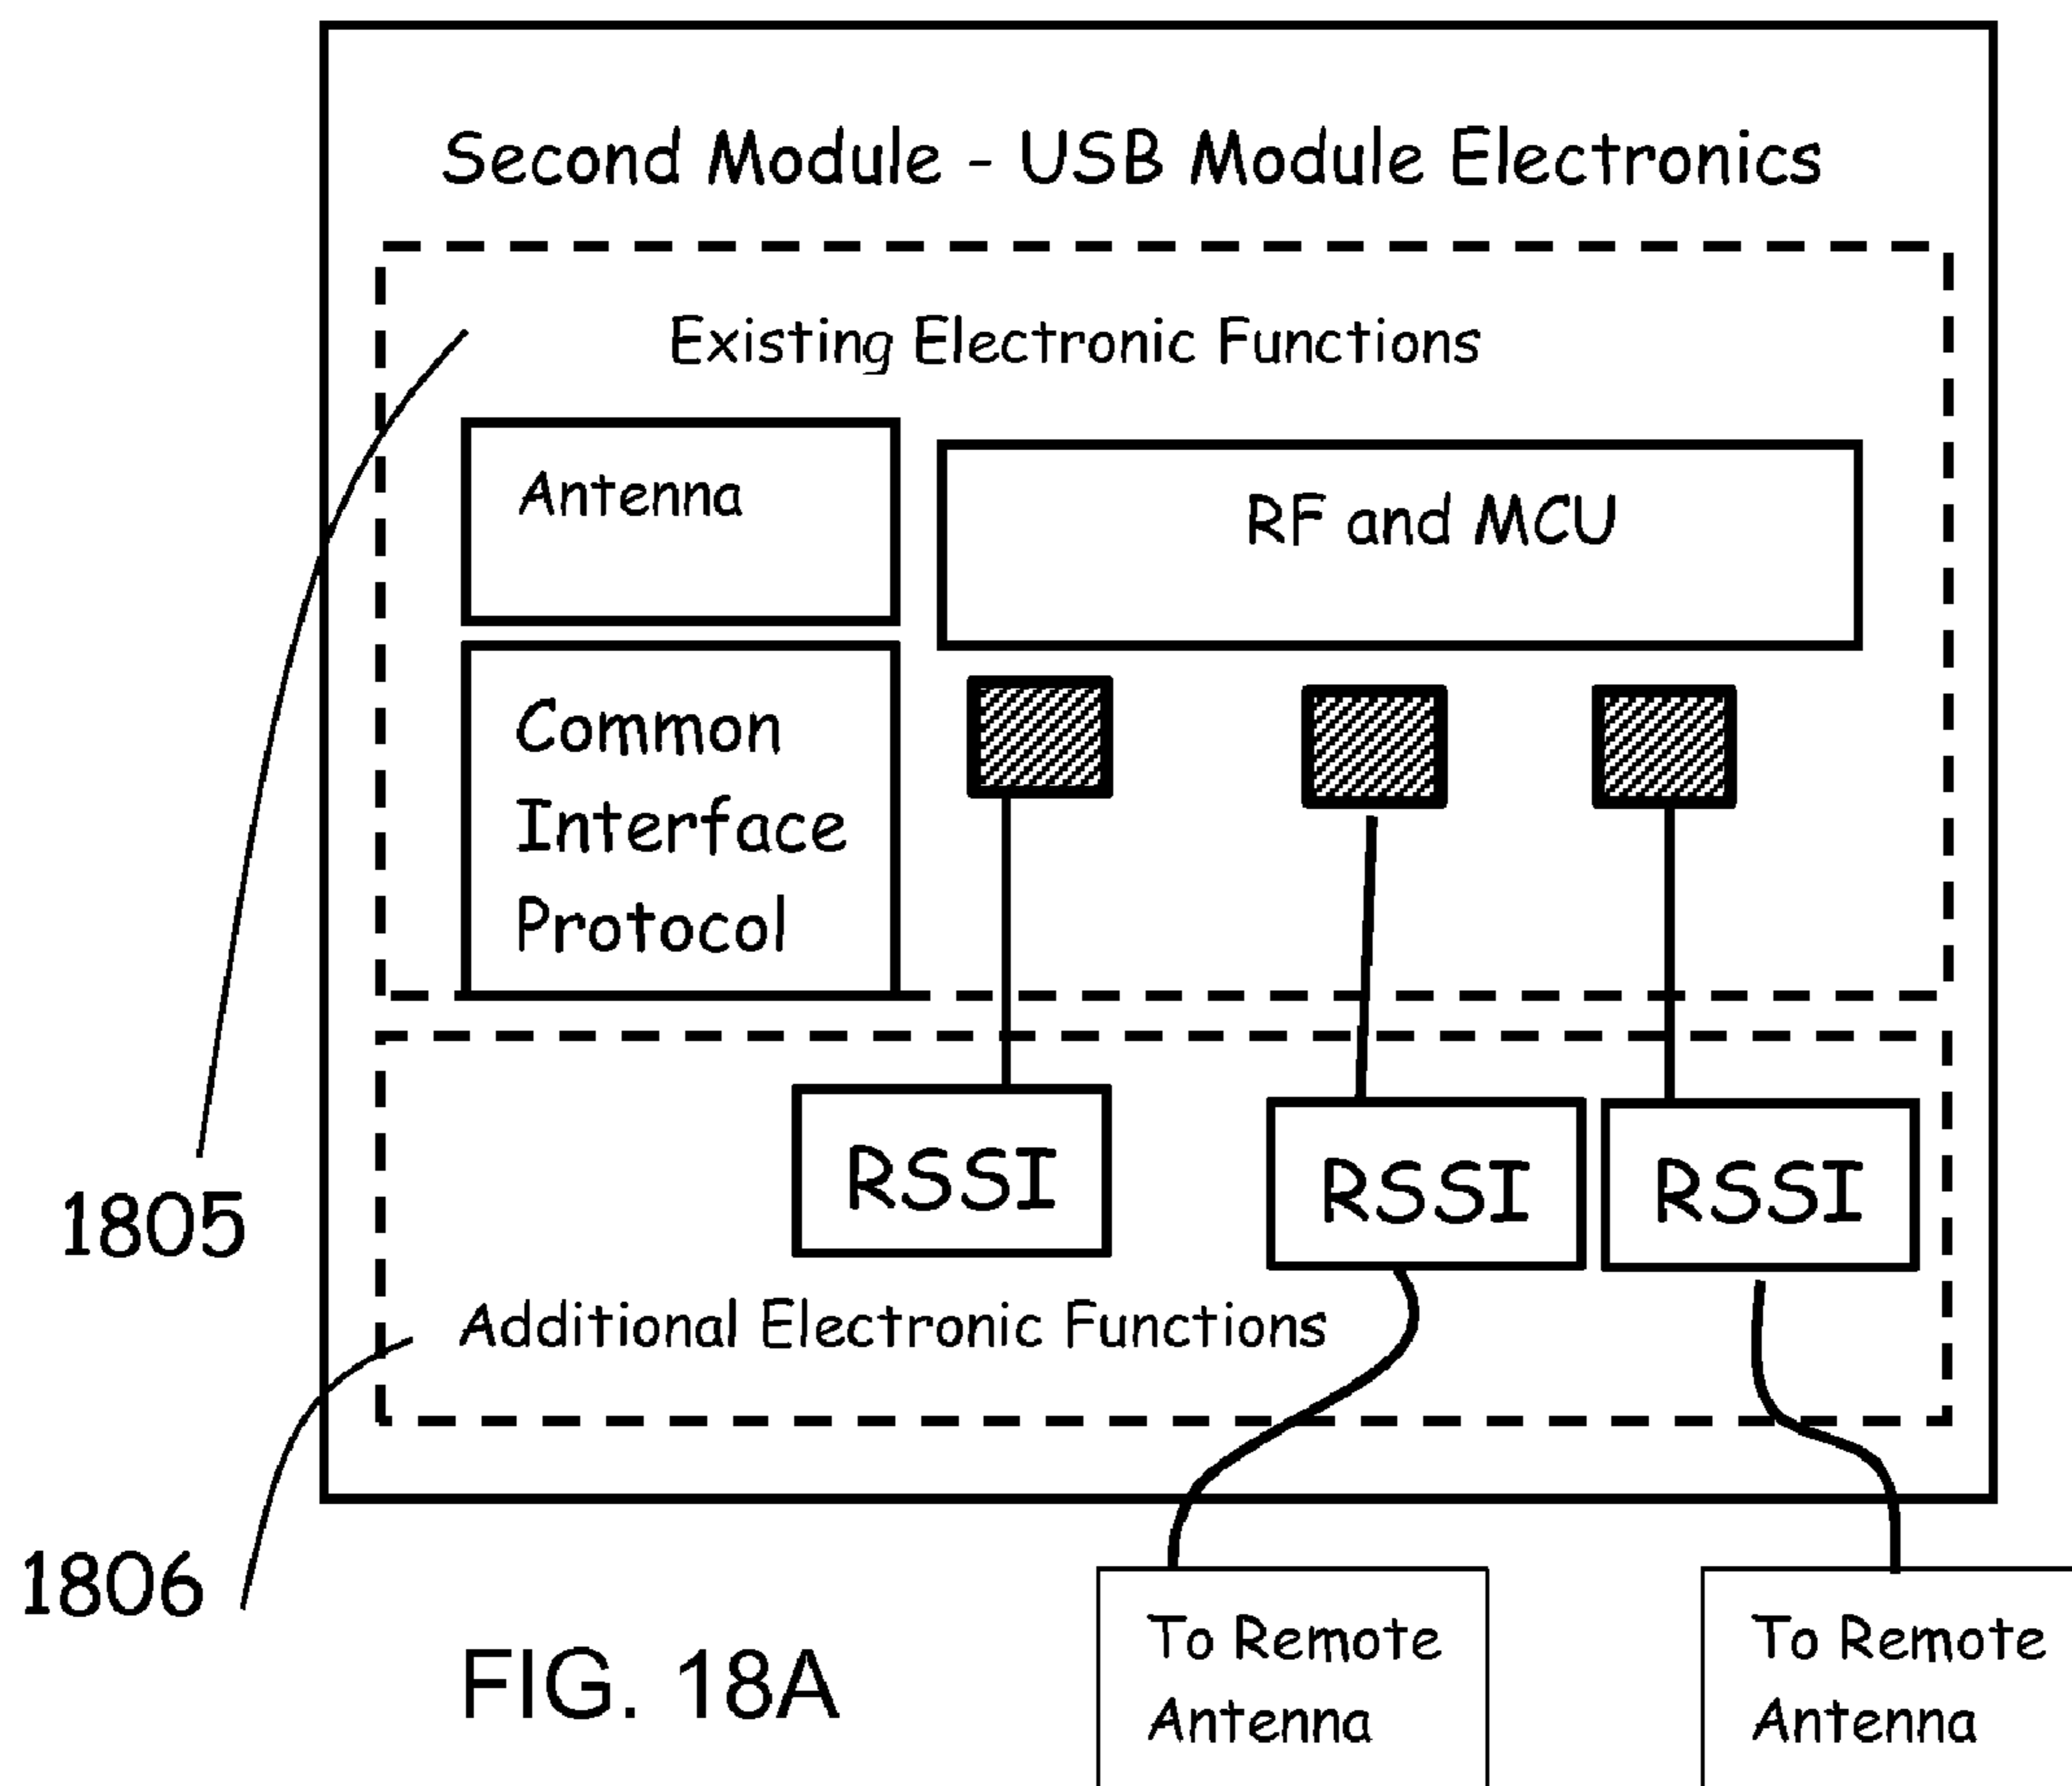 Second Module - USB Module Electronics
Existing Electronic Functions
Antenna
RF and MCU
Common
Interface
Protocol
RSSI
RSSI
RSSI
1805
Additional Electronic Functions
1806
FIG. 18A
To Remote
Antenna
To Remote
Antenna